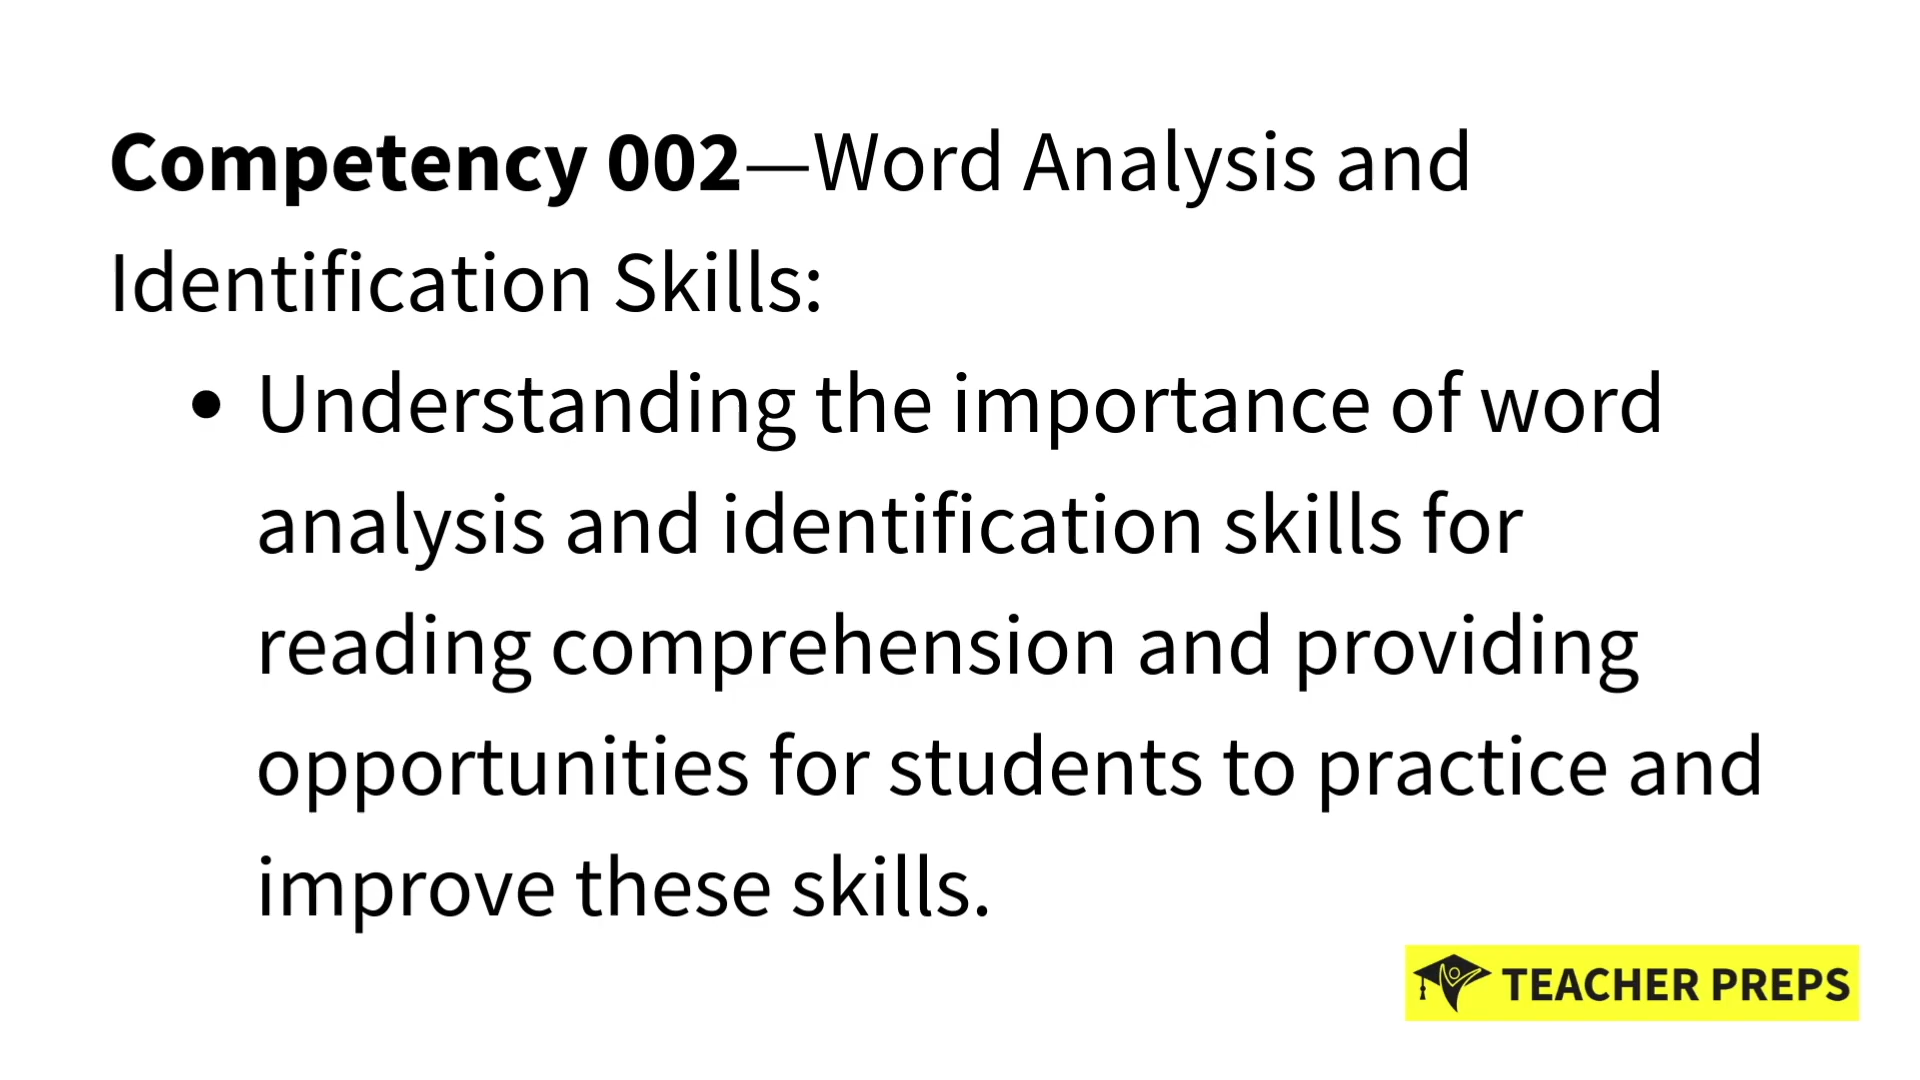 Competency 002—Word Analysis and
Identification Skills:
• Understanding the importance of word
analysis and identification skills for
reading comprehension and providing
opportunities for students to practice and
improve these skills.
TEACHER PREPS